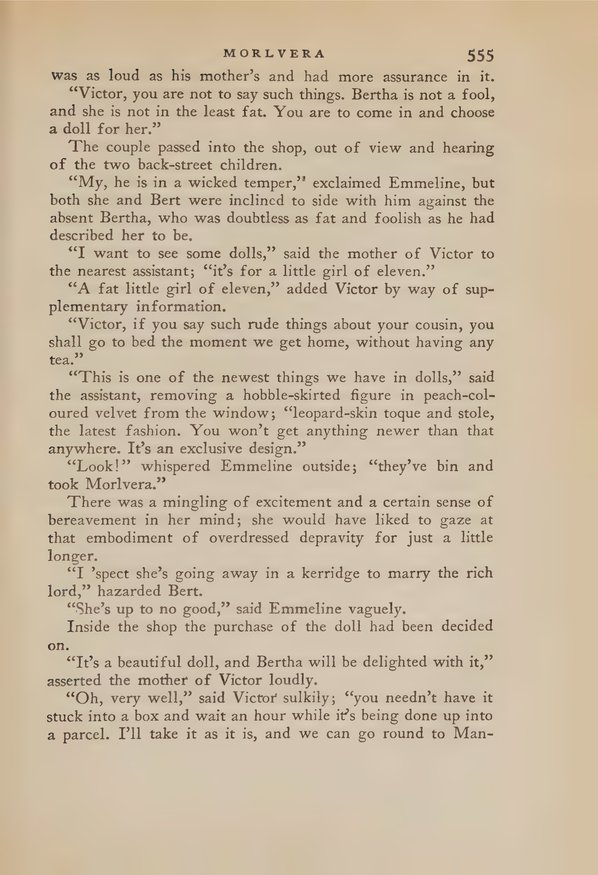 MORLVERA 555
was as loud as his mother's and had more assurance in it.
“Victor, you are not to say such things. Bertha is not a fool,
and she is not in the least fat. You are to come in and choose
a doll for her.”
The couple passed into the shop, out of view and hearing
of the two back-street children.
“My, he is in a wicked temper,” exclaimed Emmeline, but
both she and Bert were inclined to side with him against the
absent Bertha, who was doubtless as fat and foolish as he had
described her to be.
“I want to see some dolls,” said the mother of Victor to
the nearest assistant; “it's for a little girl of eleven.”
“A fat little girl of eleven,” added Victor by way of sup-
plementary information.
“Victor, if you say such rude things about your cousin, you
shall go to bed the moment we get home, without having any
tea.”
“This is one of the newest things we have in dolls,” said
the assistant, removing a hobble-skirted figure in peach-col-
oured velvet from the window; “leopard-skin toque and stole,
the latest fashion. You won't get anything newer than that
anywhere. It's an exclusive design.”
“Look!” whispered Emmeline outside; “they've bin and
took Morlvera.”
There was a mingling of excitement and a certain sense of
bereavement in her mind; she would have liked to gaze at
that embodiment of overdressed depravity for just a little
longer.
“I 'spect she's going away in a kerridge to marry the rich
lord,” hazarded Bert.
“She's up to no good,” said Emmeline vaguely.
Inside the shop the purchase of the doll had been decided
on.
“It's a beautiful doll, and Bertha will be delighted with it,”
asserted the mother of Victor loudly.
“Oh, very well,” said Victor sulkily; “you needn't have it
stuck into a box and wait an hour while it's being done up into
a parcel. I'll take it as it is, and we can go round to Man-